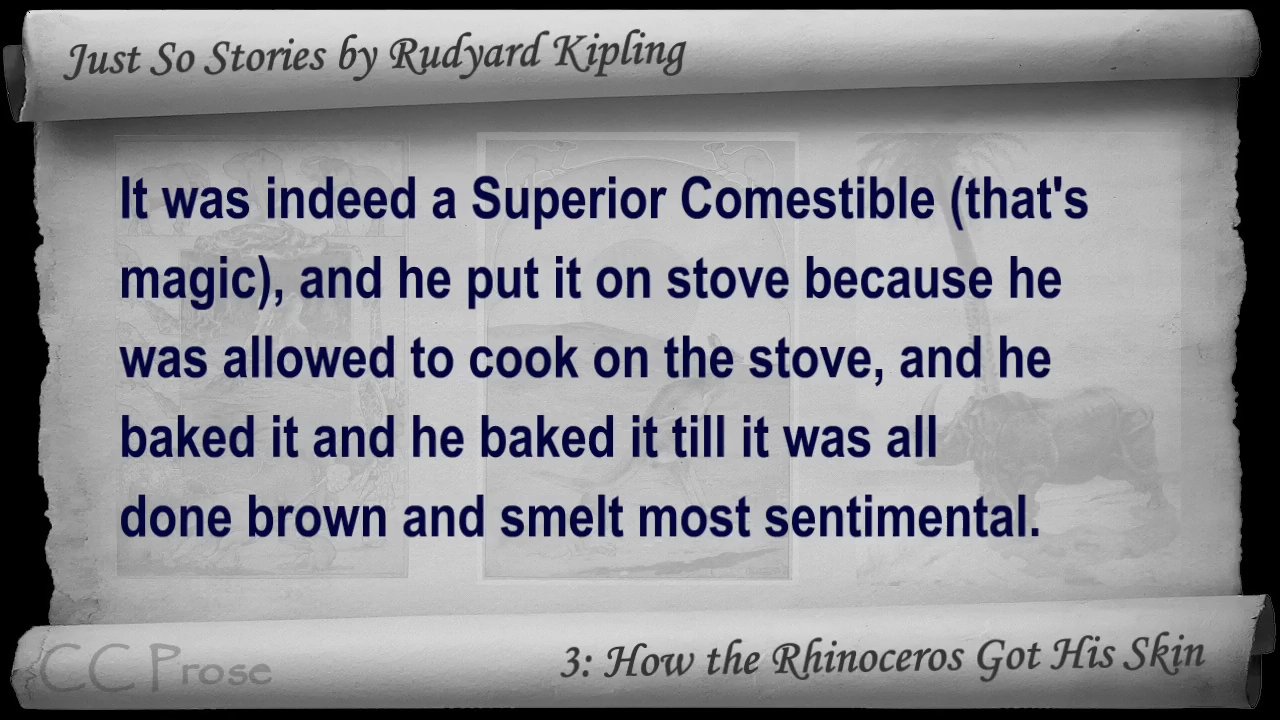 Just So Stories by Rudyard Kipling
It was indeed a Superior Comestible (that's
magic), and he put it on stove because he
was allowed to cook on the stove, and he
baked it and he baked it till it was all
done brown and smelt most sentimental.
CC Prose
3: How the Rhinoceros Got His Skin